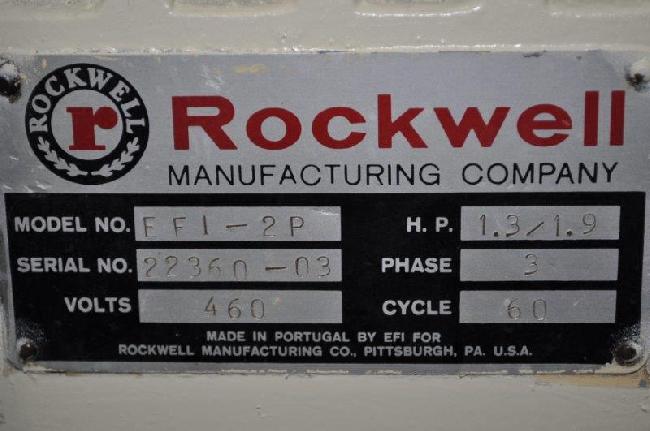 ROCKWELL
r
Rockwell
MANUFACTURING COMPANY
MODEL NO. EFI-2P H. P. 1.3/1.9
SERIAL NO. 22360-03 PHASE 3
VOLTS 460 CYCLE 60
MADE IN PORTUGAL BY EFI FOR
ROCKWELL MANUFACTURING CO., PITTSBURGH, PA. U.S.A.